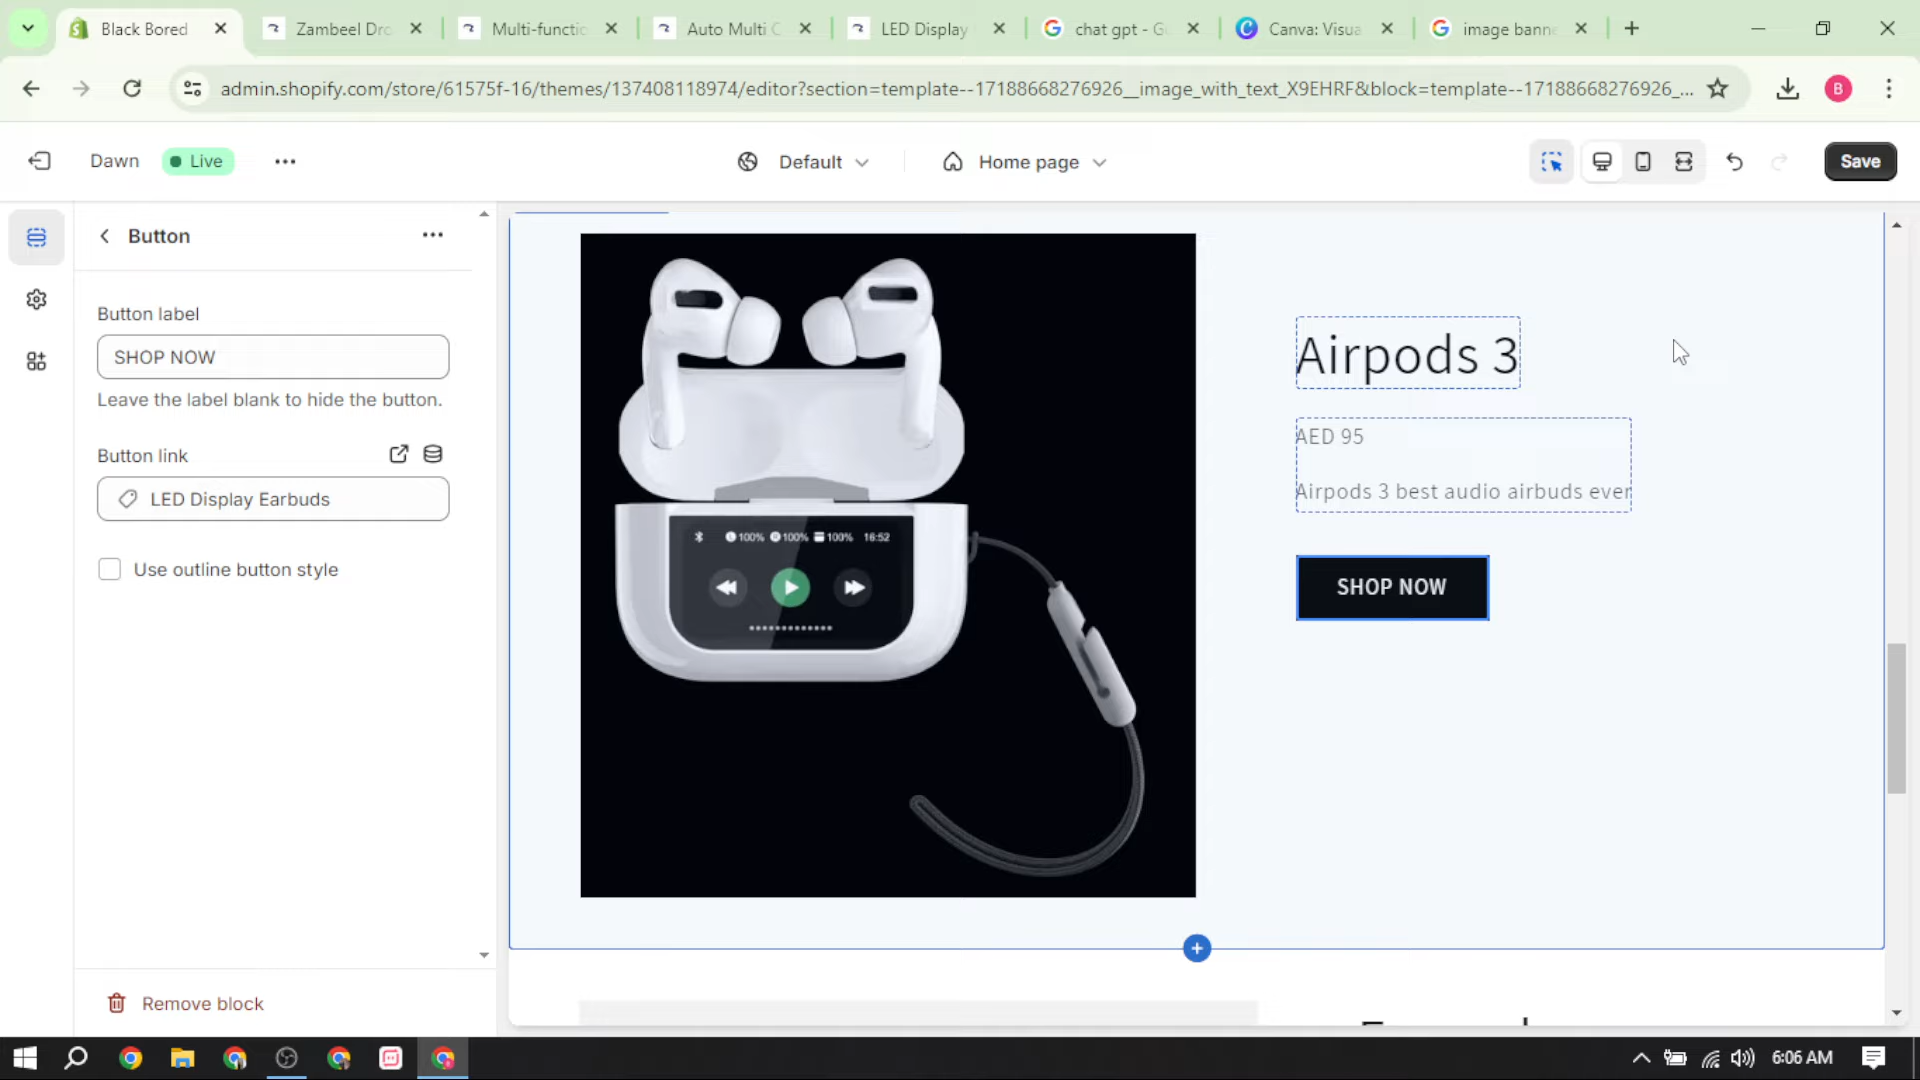 Black Bored
Zambeel Dro
Multi-functio
Auto Multi C
LED Display
chat gpt - G
Canva: Visua
image bann
admin.shopify.com/store/61575f-16/themes/137408118974/editor?section=template--17188668276926__image_with_text_X9EHRF&block=template--17188668276926_...
B
Dawn
Live
Default
Home page
Save
Button
Button label
SHOP NOW
Leave the label blank to hide the button.
Button link
LED Display Earbuds
Use outline button style
Remove block
100% 100% 100% 16:52
Airpods 3
AED 95
Airpods 3 best audio airbuds ever
SHOP NOW
6:06 AM